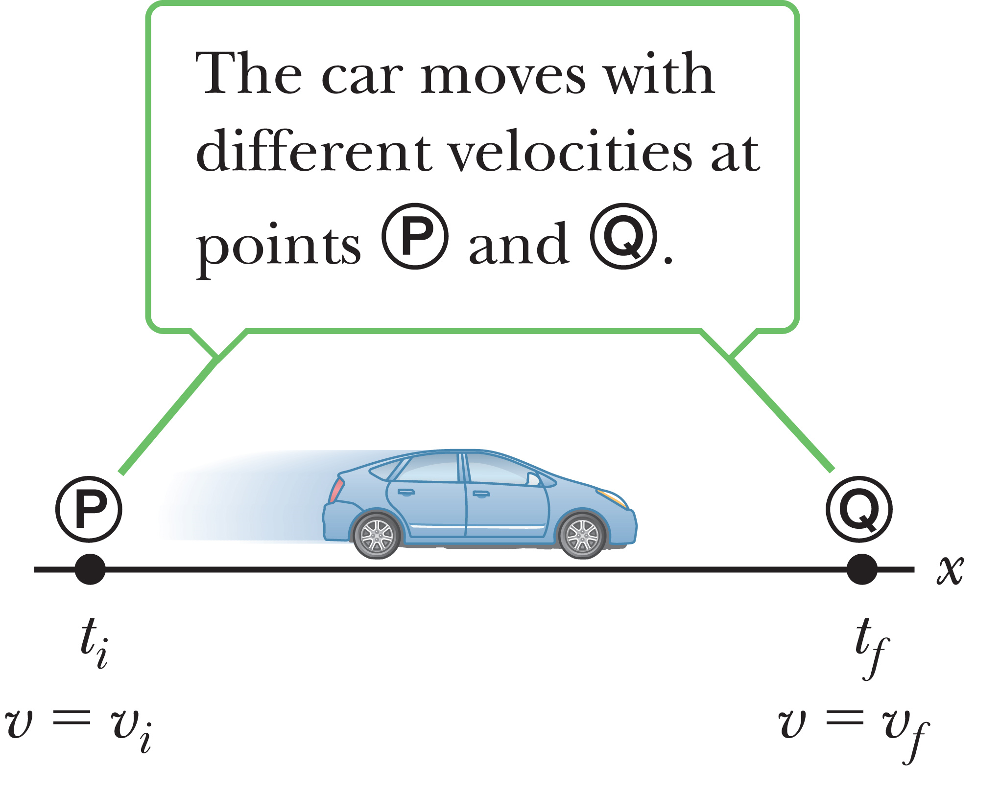 The car moves with
different velocities at
points Ⓟ and Ⓠ.
Ⓟ Ⓠ
x
tᵢ t_f
v = vᵢ v = v_f